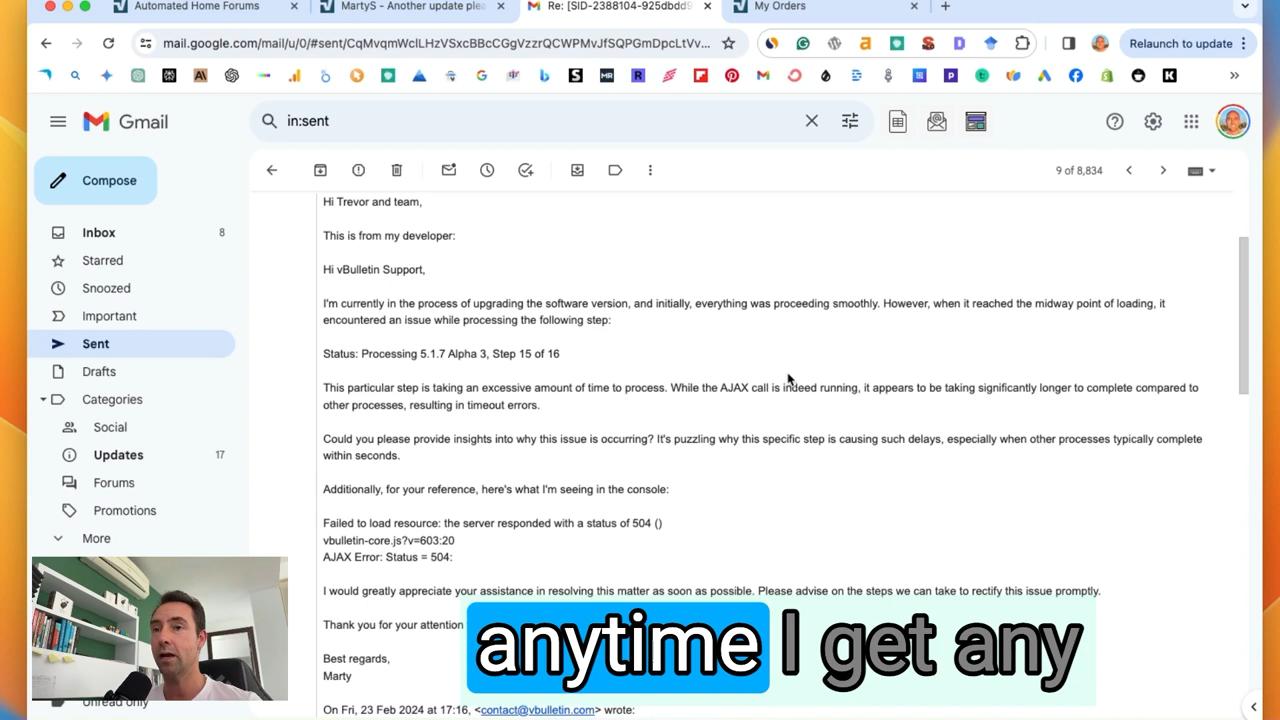 Automated Home Forums
MartyS - Another update plea
Re: [SID-2388104-925dbdd9
My Orders
mail.google.com/mail/u/0/#sent/CqMvqmWclLHzVSxcBBcCGgVzzrQCWPMvJfSQPGmDpcLtVv...
Relaunch to update
Gmail
in:sent
Compose
9 of 8,834
Inbox 8
Starred
Snoozed
Important
Sent
Drafts
Categories
Social
Updates 17
Forums
Promotions
More
Unread only
Hi Trevor and team,
This is from my developer:
Hi vBulletin Support,
I'm currently in the process of upgrading the software version, and initially, everything was proceeding smoothly. However, when it reached the midway point of loading, it
encountered an issue while processing the following step:
Status: Processing 5.1.7 Alpha 3, Step 15 of 16
This particular step is taking an excessive amount of time to process. While the AJAX call is indeed running, it appears to be taking significantly longer to complete compared to
other processes, resulting in timeout errors.
Could you please provide insights into why this issue is occurring? It's puzzling why this specific step is causing such delays, especially when other processes typically complete
within seconds.
Additionally, for your reference, here's what I'm seeing in the console:
Failed to load resource: the server responded with a status of 504 ()
vbulletin-core.js?v=603:20
AJAX Error: Status = 504:
I would greatly appreciate your assistance in resolving this matter as soon as possible. Please advise on the steps we can take to rectify this issue promptly.
Thank you for your attention
Best regards,
Marty
On Fri, 23 Feb 2024 at 17:16, <contact@vbulletin.com> wrote:
anytime I get any